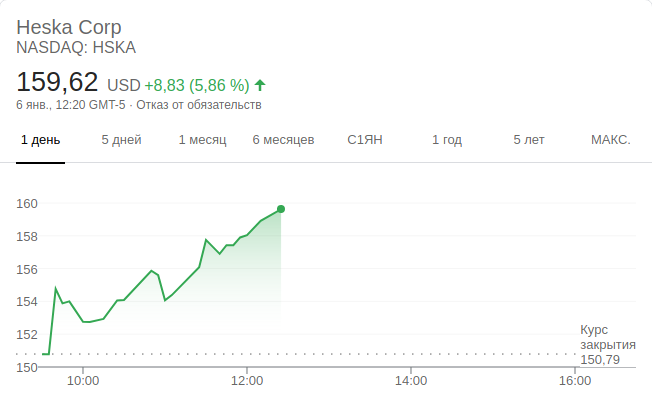 Heska Corp
NASDAQ: HSKA
159,62 USD +8,83 (5,86 %)
6 янв., 12:20 GMT-5 · Отказ от обязательств
1 день 5 дней 1 месяц 6 месяцев С1ЯН 1 год 5 лет МАКС.
160
158
156
154
152
150
Курс
закрытия
150,79
10:00 12:00 14:00 16:00